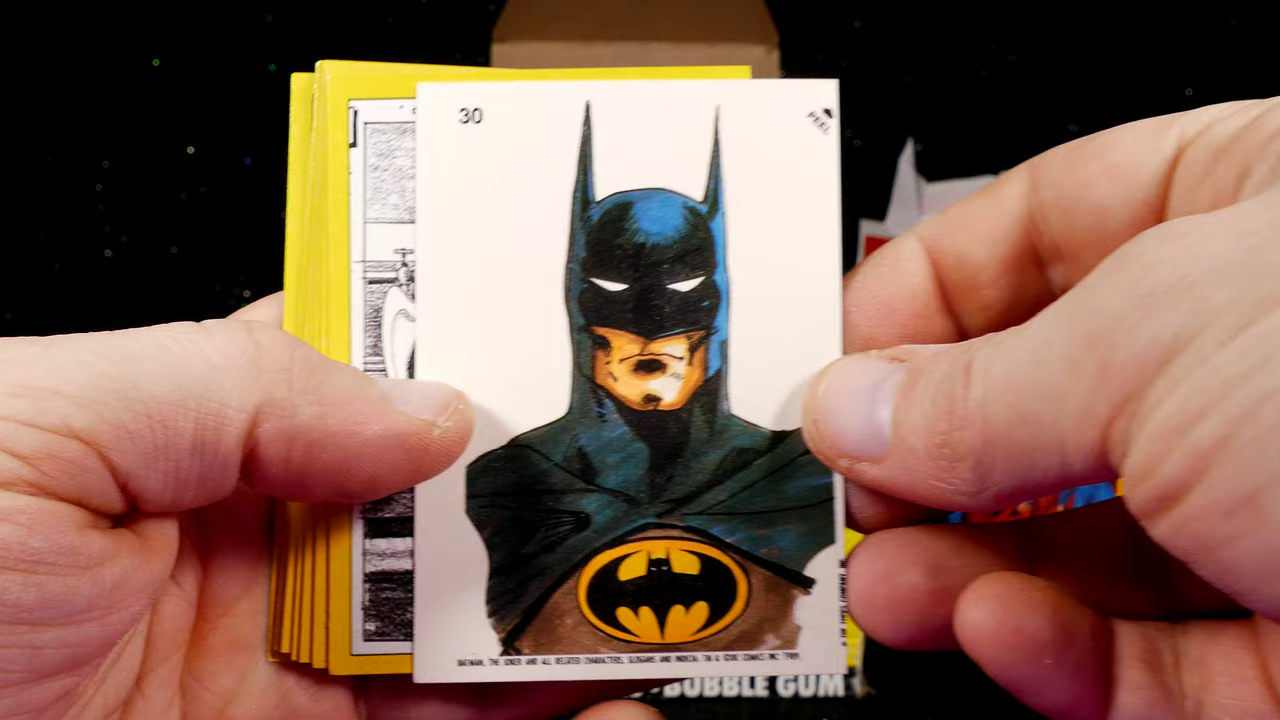 30
PEEL
BATMAN, THE JOKER AND ALL RELATED CHARACTERS, SLOGANS AND INDICIA: TM & ©DC COMICS INC 1989.
BUBBLE GUM